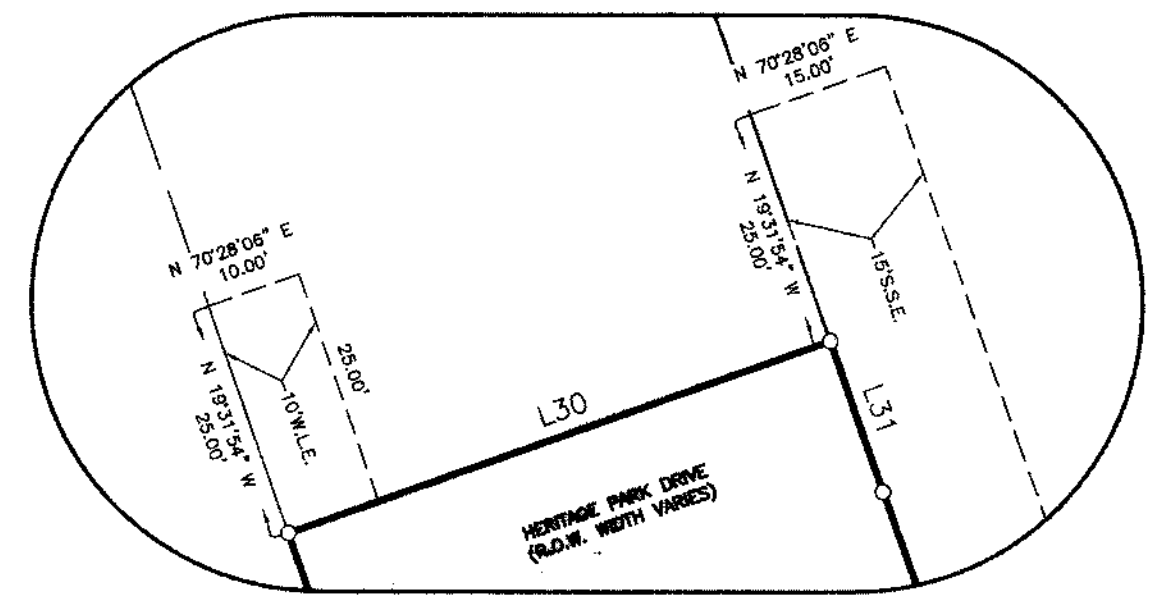 N 70°28'06" E
15.00'
N 19°31'54" W
25.00'
15'S.S.E.
N 70°28'06" E
10.00'
N 19°31'54" W
25.00'
10'W.L.E.
25.00'
L30
L31
HERITAGE PARK DRIVE
(R.O.W. WIDTH VARIES)